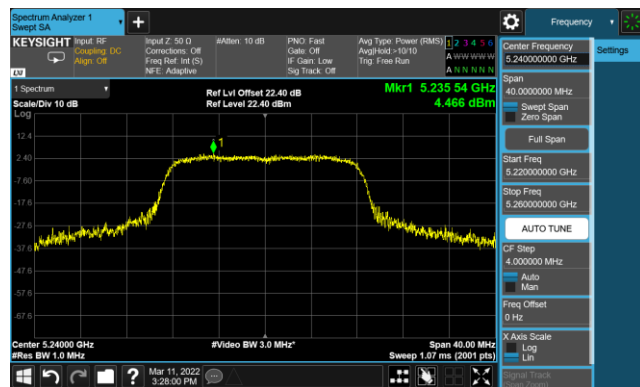 Spectrum Analyzer 1
Swept SA
+
Frequency
KEYSIGHT
Input: RF
Coupling: DC
Align: Off
Input Z: 50 Ω
Corrections: Off
Freq Ref: Int (S)
NFE: Adaptive
#Atten: 10 dB
PNO: Fast
Gate: Off
IF Gain: Low
Sig Track: Off
Avg Type: Power (RMS)
Avg|Hold:>10/10
Trig: Free Run
1 2 3 4 5 6
A W W W W W
A N N N N N
LXI
1 Spectrum
Scale/Div 10 dB
Log
Ref Lvl Offset 22.40 dB
Ref Level 22.40 dBm
Mkr1 5.235 54 GHz
4.466 dBm
1
12.4
2.40
-7.60
-17.6
-27.6
-37.6
-47.6
-57.6
-67.6
Center 5.24000 GHz
#Res BW 1.0 MHz
#Video BW 3.0 MHz*
Span 40.00 MHz
Sweep 1.07 ms (2001 pts)
Center Frequency
5.240000000 GHz
Settings
Span
40.0000000 MHz
Swept Span
Zero Span
Full Span
Start Freq
5.220000000 GHz
Stop Freq
5.260000000 GHz
AUTO TUNE
CF Step
4.000000 MHz
Auto
Man
Freq Offset
0 Hz
X Axis Scale
Log
Lin
Signal Track
(Span Zoom)
?
Mar 11, 2022
3:28:00 PM